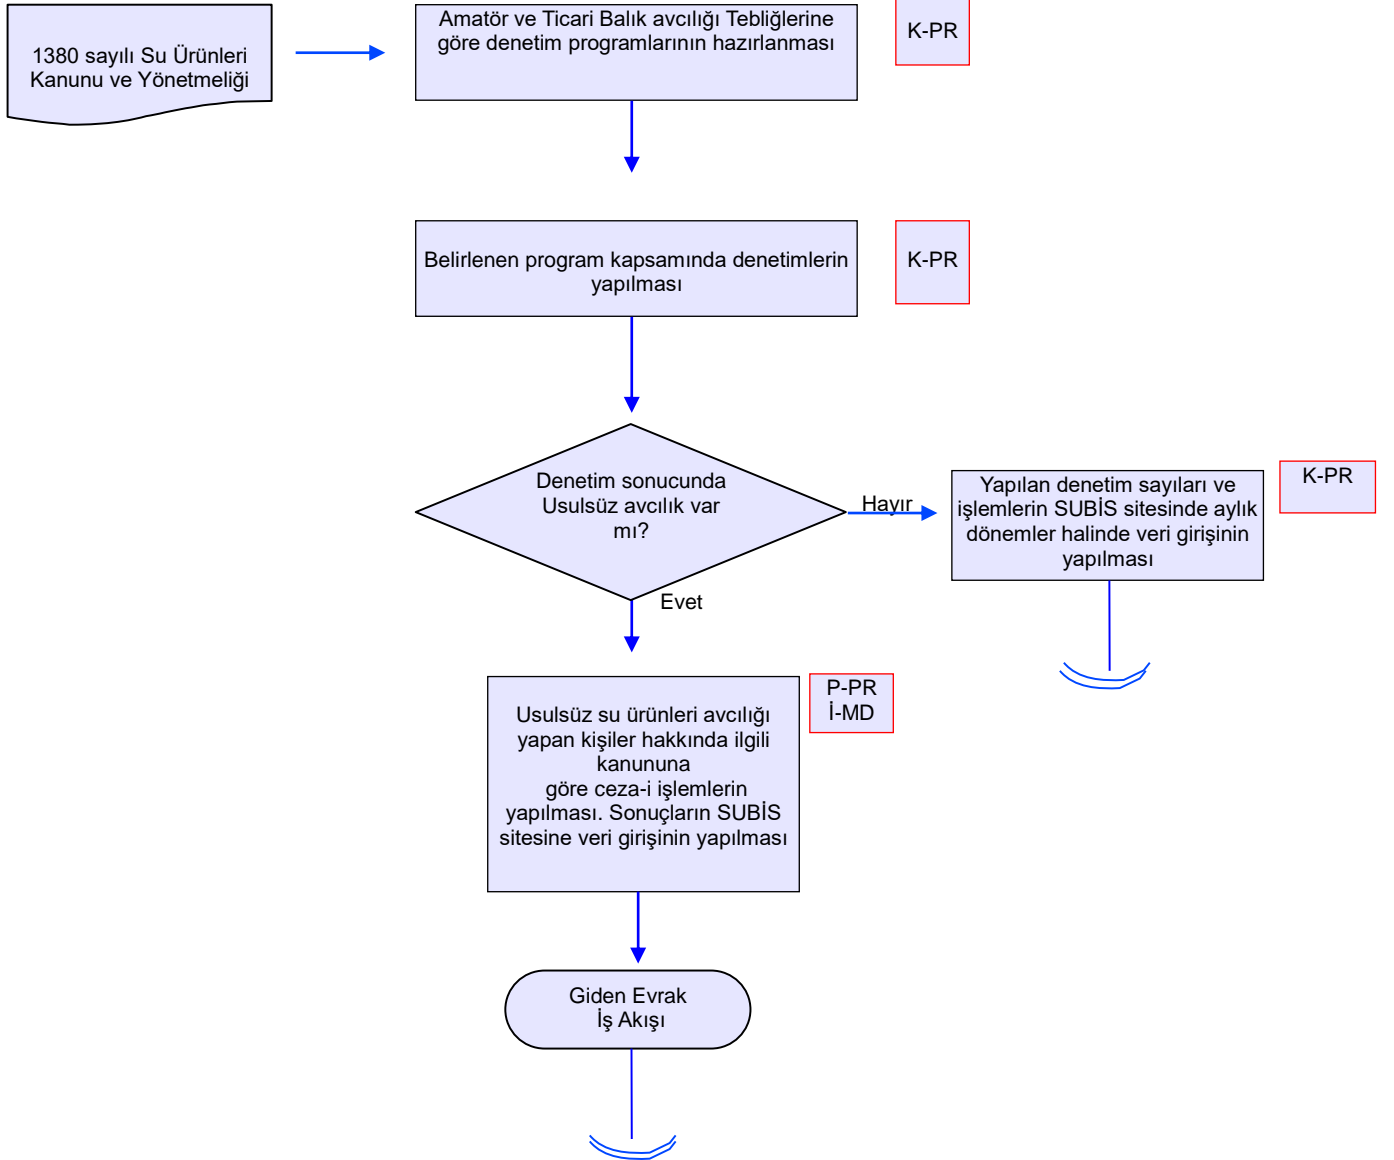 1380 sayılı Su Ürünleri
Kanunu ve Yönetmeliği
Amatör ve Ticari Balık avcılığı Tebliğlerine
göre denetim programlarının hazırlanması
K-PR
Belirlenen program kapsamında denetimlerin
yapılması
K-PR
Denetim sonucunda
Usulsüz avcılık var
mı?
Hayır
Yapılan denetim sayıları ve
işlemlerin SUBİS sitesinde aylık
dönemler halinde veri girişinin
yapılması
K-PR
Evet
Usulsüz su ürünleri avcılığı
yapan kişiler hakkında ilgili
kanununa
göre ceza-i işlemlerin
yapılması. Sonuçların SUBİS
sitesine veri girişinin yapılması
P-PR
İ-MD
Giden Evrak
İş Akışı